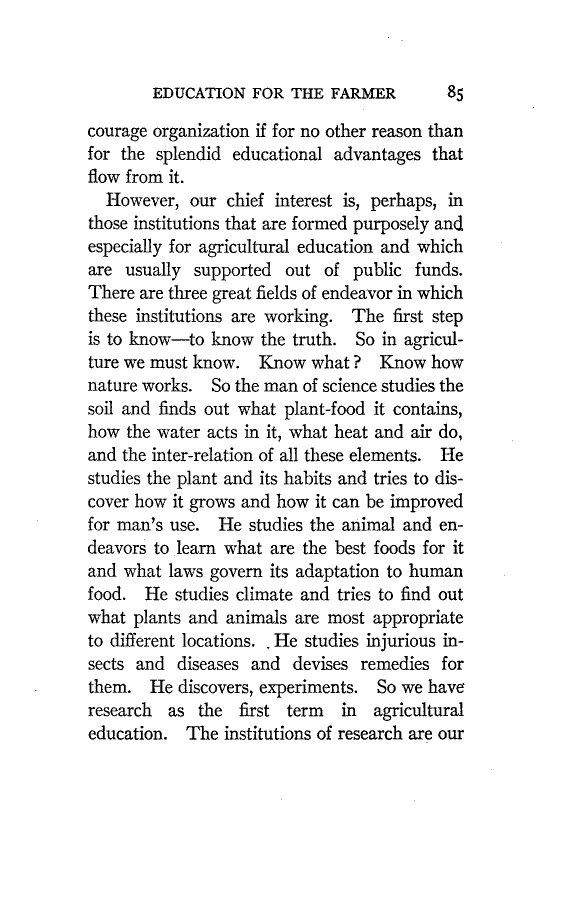 EDUCATION FOR THE FARMER 85
courage organization if for no other reason than
for the splendid educational advantages that
flow from it.
However, our chief interest is, perhaps, in
those institutions that are formed purposely and
especially for agricultural education and which
are usually supported out of public funds.
There are three great fields of endeavor in which
these institutions are working. The first step
is to know—to know the truth. So in agricul-
ture we must know. Know what? Know how
nature works. So the man of science studies the
soil and finds out what plant-food it contains,
how the water acts in it, what heat and air do,
and the inter-relation of all these elements. He
studies the plant and its habits and tries to dis-
cover how it grows and how it can be improved
for man's use. He studies the animal and en-
deavors to learn what are the best foods for it
and what laws govern its adaptation to human
food. He studies climate and tries to find out
what plants and animals are most appropriate
to different locations. He studies injurious in-
sects and diseases and devises remedies for
them. He discovers, experiments. So we have
research as the first term in agricultural
education. The institutions of research are our